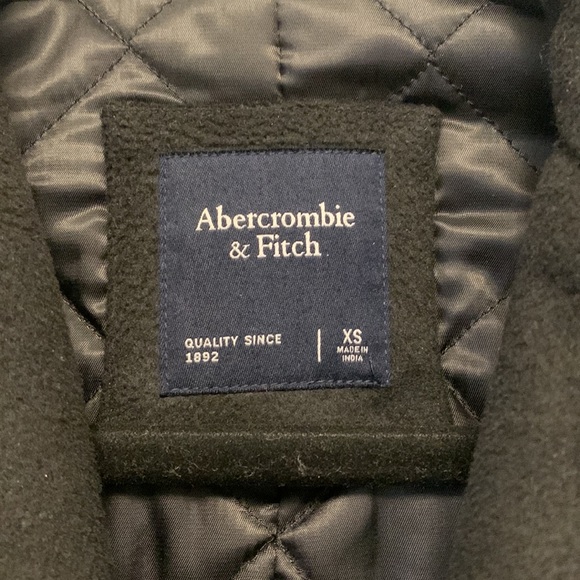 Abercrombie
& Fitch
QUALITY SINCE
1892
XS
MADE IN
INDIA